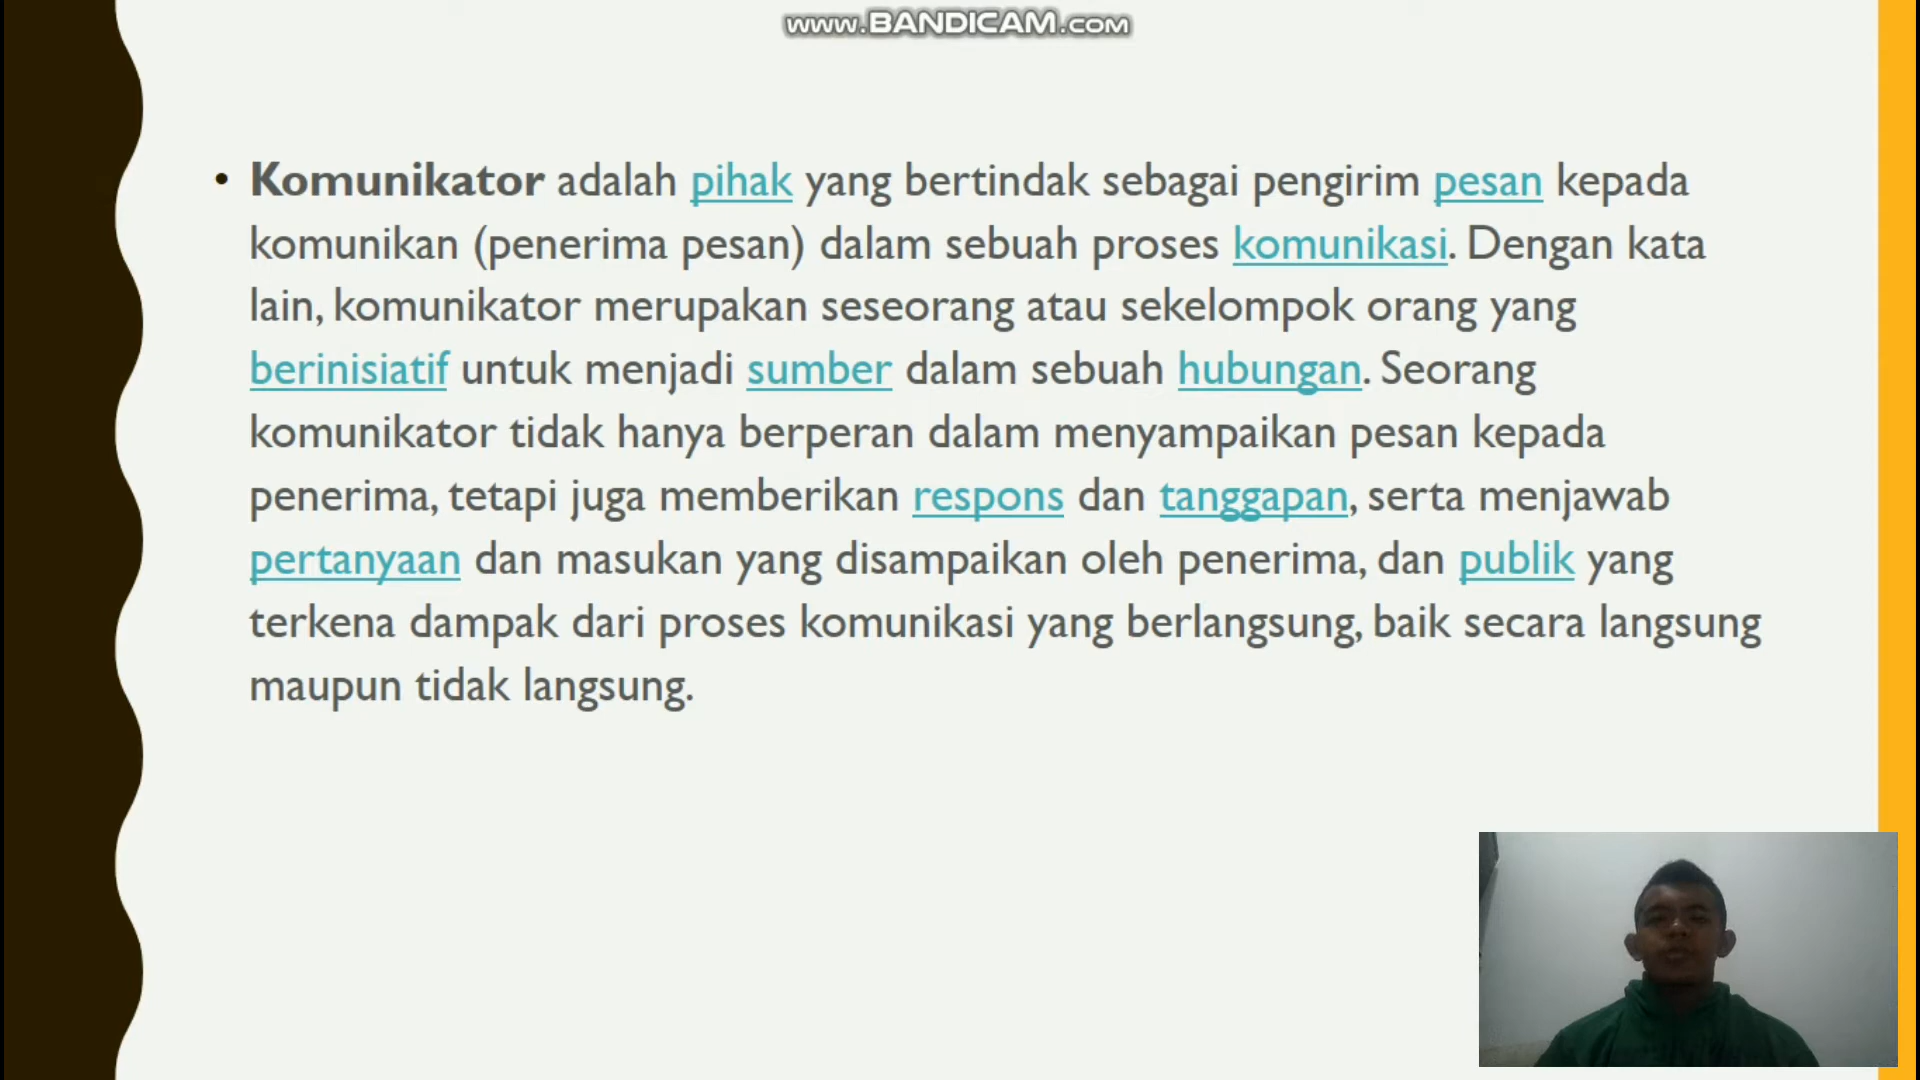 www.BANDICAM.com
• Komunikator adalah pihak yang bertindak sebagai pengirim pesan kepada
komunikan (penerima pesan) dalam sebuah proses komunikasi. Dengan kata
lain, komunikator merupakan seseorang atau sekelompok orang yang
berinisiatif untuk menjadi sumber dalam sebuah hubungan. Seorang
komunikator tidak hanya berperan dalam menyampaikan pesan kepada
penerima, tetapi juga memberikan respons dan tanggapan, serta menjawab
pertanyaan dan masukan yang disampaikan oleh penerima, dan publik yang
terkena dampak dari proses komunikasi yang berlangsung, baik secara langsung
maupun tidak langsung.